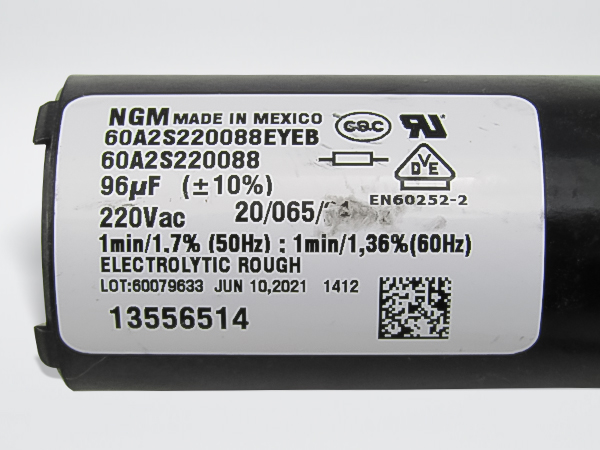 NGM MADE IN MEXICO
60A2S220088EYEB
60A2S220088
96µF (±10%)
220Vac 20/065/
1min/1.7% (50Hz) : 1min/1,36%(60Hz)
ELECTROLYTIC ROUGH
LOT:60079633 JUN 10,2021 1412
13556514
DVE
EN60252-2